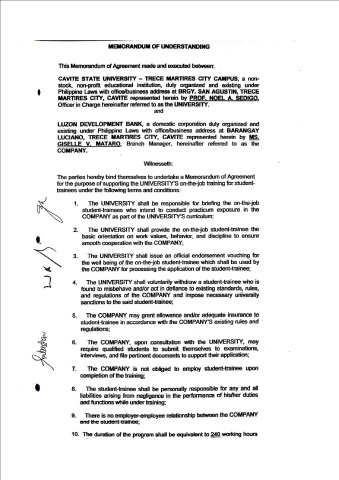 MEMORANDUM OF UNDERSTANDING
This Memorandum of Agreement made and executed between:
CAVITE STATE UNIVERSITY – TRECE MARTIRES CITY CAMPUS, a non-
stock, non-profit educational institution, duly organized and existing under
Philippine Laws with office/business address at BRGY. SAN AGUSTIN, TRECE
MARTIRES CITY, CAVITE represented herein by PROF. NOEL A. SEDIGO,
Officer in Charge hereinafter referred to as the UNIVERSITY.
and
LUZON DEVELOPMENT BANK, a domestic corporation duly organized and
existing under Philippine Laws with office/business address at BARANGAY
LUCIANO, TRECE MARTIRES CITY, CAVITE represented herein by MS.
GISELLE V. MATARO, Branch Manager, hereinafter referred to as the
COMPANY.
Witnesseth:
The parties hereby bind themselves to undertake a Memorandum of Agreement
for the purpose of supporting the UNIVERSITY'S on-the-job training for student-
trainees under the following terms and conditions:
1. The UNIVERSITY shall be responsible for briefing the on-the-job
student-trainees who intend to conduct practicum exposure in the
COMPANY as part of the UNIVERSITY'S curriculum;
2. The UNIVERSITY shall provide the on-the-job student-trainee the
basic orientation on work values, behavior, and discipline to ensure
smooth cooperation with the COMPANY;
3. The UNIVERSITY shall issue an official endorsement vouching for
the well being of the on-the-job student-trainee which shall be used by
the COMPANY for processing the application of the student-trainee;
4. The UNIVERSITY shall voluntarily withdraw a student-trainee who is
found to misbehave and/or act in defiance to existing standards, rules,
and regulations of the COMPANY and impose necessary university
sanctions to the said student-trainee;
5. The COMPANY may grant allowance and/or adequate insurance to
student-trainee in accordance with the COMPANY'S existing rules and
regulations;
6. The COMPANY, upon consultation with the UNIVERSITY, may
require qualified students to submit themselves to examinations,
interviews, and file pertinent documents to support their application;
7. The COMPANY is not obliged to employ student-trainee upon
completion of the training;
8. The student-trainee shall be personally responsible for any and all
liabilities arising from negligence in the performance of his/her duties
and functions while under training;
9. There is no employer-employee relationship between the COMPANY
and the student-trainee;
10. The duration of the program shall be equivalent to 240 working hours